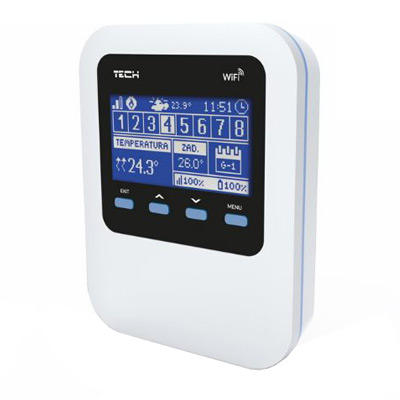 TECH WiFi
23.9° 11:51
1 2 3 4 5 6 7 8
TEMPERATURA ZAD.
24.3° 26.0° G-1
100% 100%
EXIT MENU